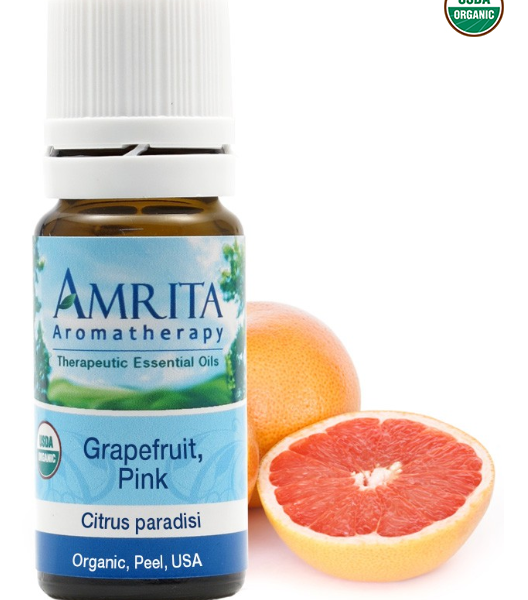 USDA
ORGANIC
AMRITA
Aromatherapy
Therapeutic Essential Oils
USDA
ORGANIC
Grapefruit,
Pink
Citrus paradisi
Organic, Peel, USA